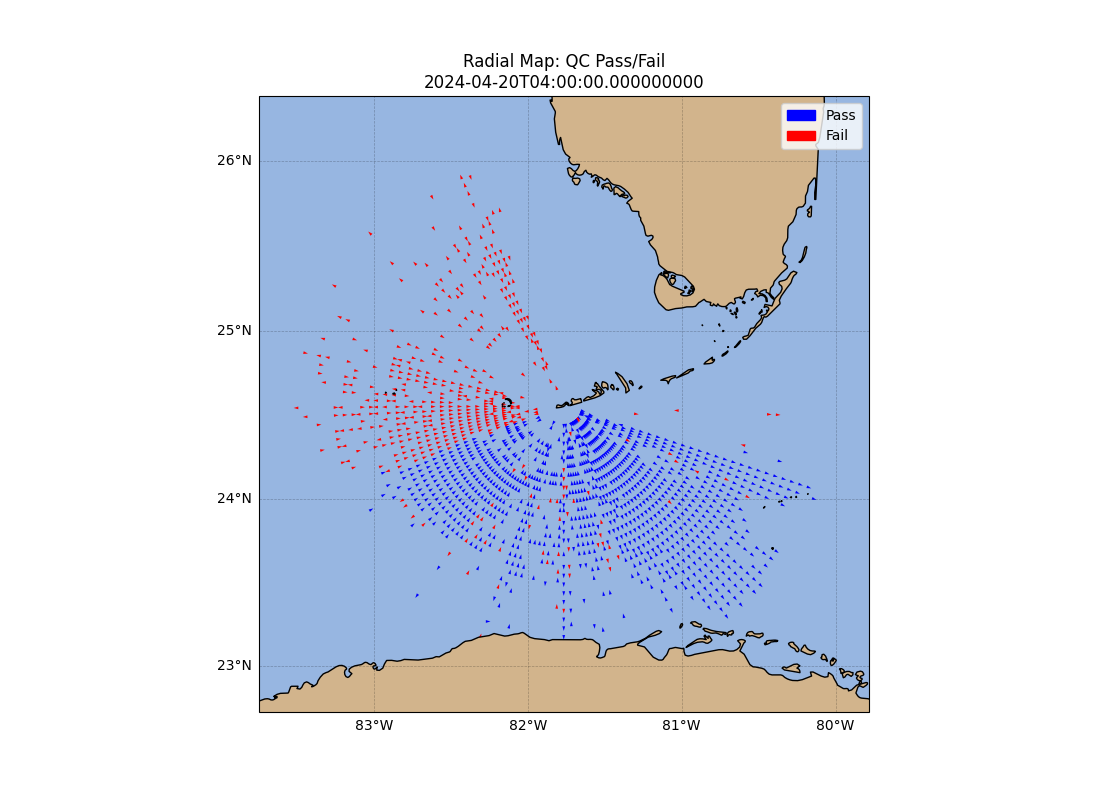 Radial Map: QC Pass/Fail
2024-04-20T04:00:00.000000000
Pass
Fail
26°N
25°N
24°N
23°N
83°W
82°W
81°W
80°W